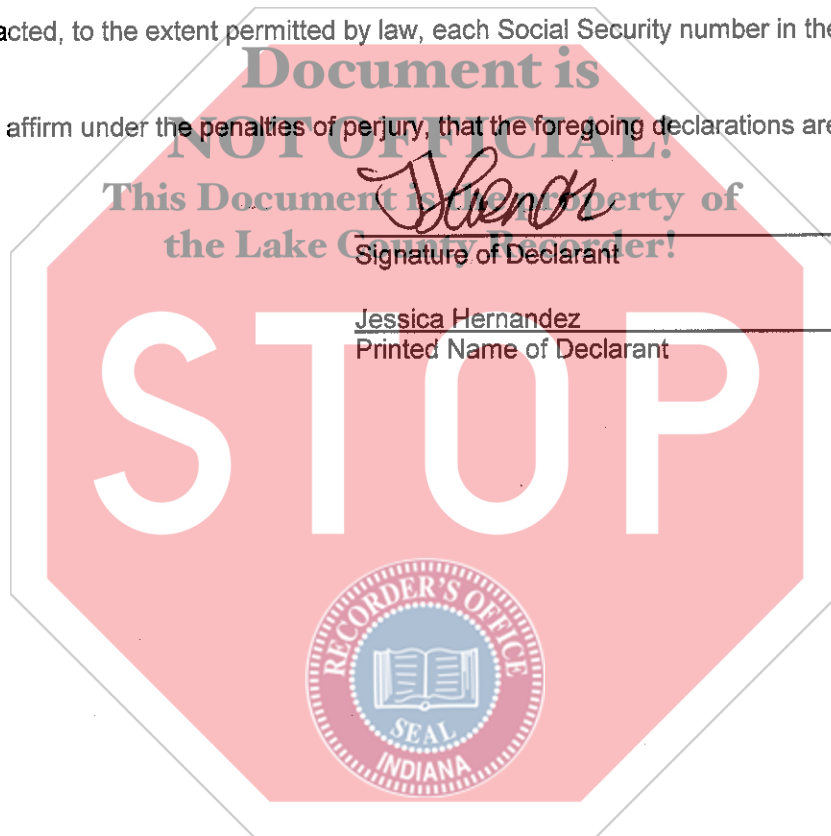 acted, to the extent permitted by law, each Social Security number in the
Document is
affirm under the penalties of perjury, that the foregoing declarations are
NOT OFFICIAL!
This Document is the property of
the Lake County Recorder!
Signature of Declarant
Jessica Hernandez
Printed Name of Declarant
STOP
RECORDER'S OFFICE
SEAL
INDIANA